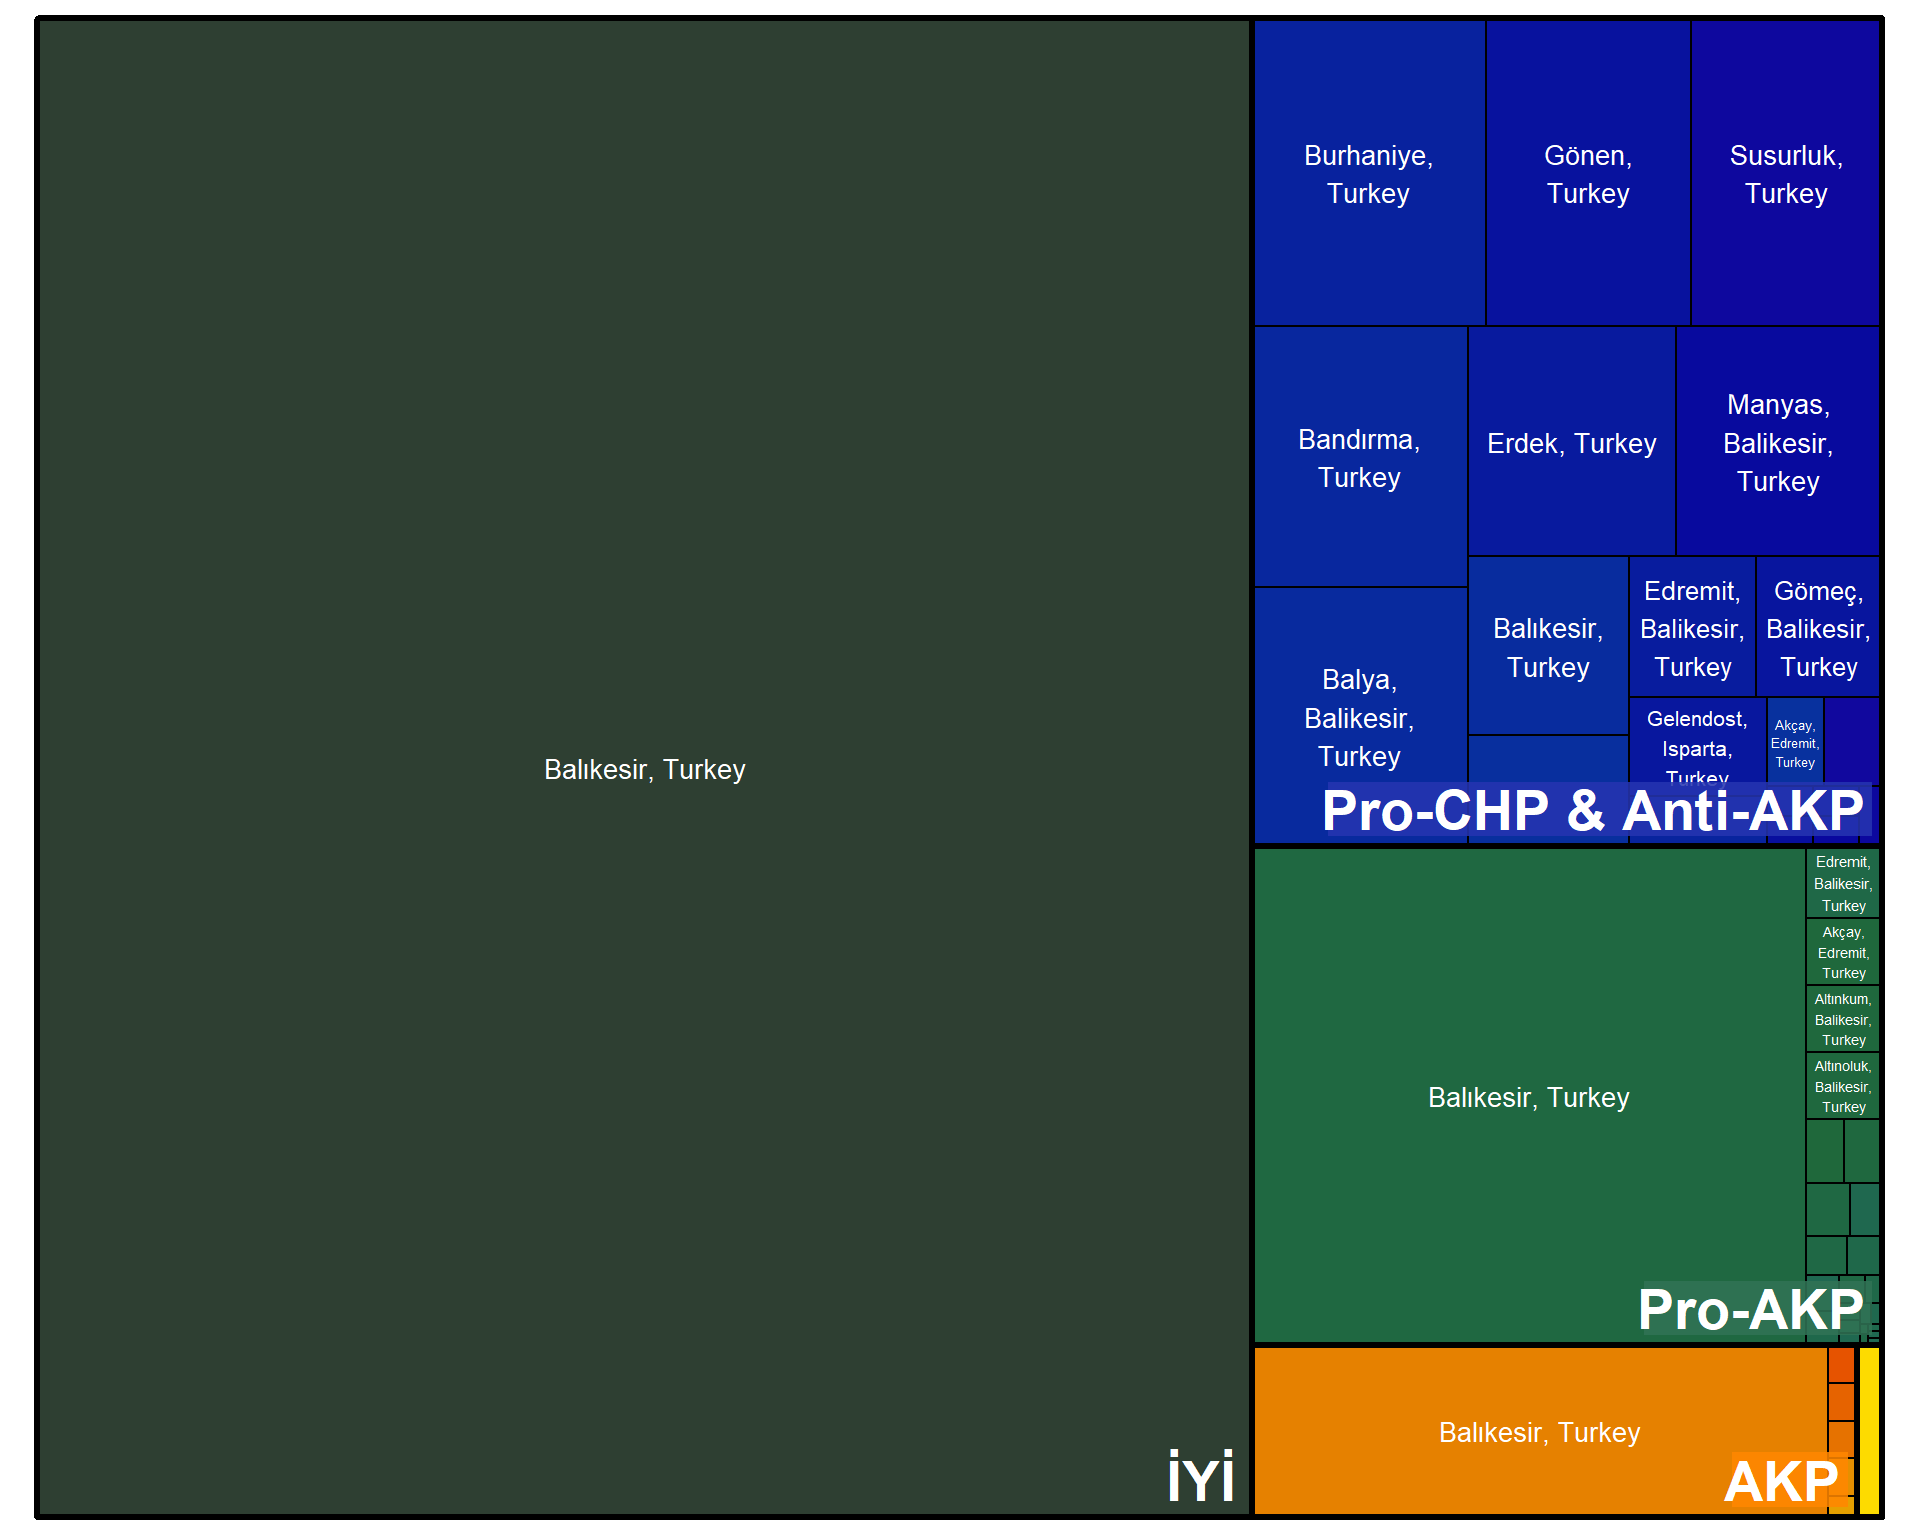 Balıkesir, Turkey
İYİ
Burhaniye,
Turkey
Gönen,
Turkey
Susurluk,
Turkey
Bandırma,
Turkey
Erdek, Turkey
Manyas,
Balikesir,
Turkey
Balya,
Balikesir,
Turkey
Balıkesir,
Turkey
Edremit,
Balikesir,
Turkey
Gömeç,
Balikesir,
Turkey
Gelendost,
Isparta,
Turkey
Akçay,
Edremit,
Turkey
Pro-CHP & Anti-AKP
Balıkesir, Turkey
Edremit,
Balikesir,
Turkey
Akçay,
Edremit,
Turkey
Altınkum,
Balikesir,
Turkey
Altınoluk,
Balikesir,
Turkey
Pro-AKP
Balıkesir, Turkey
AKP